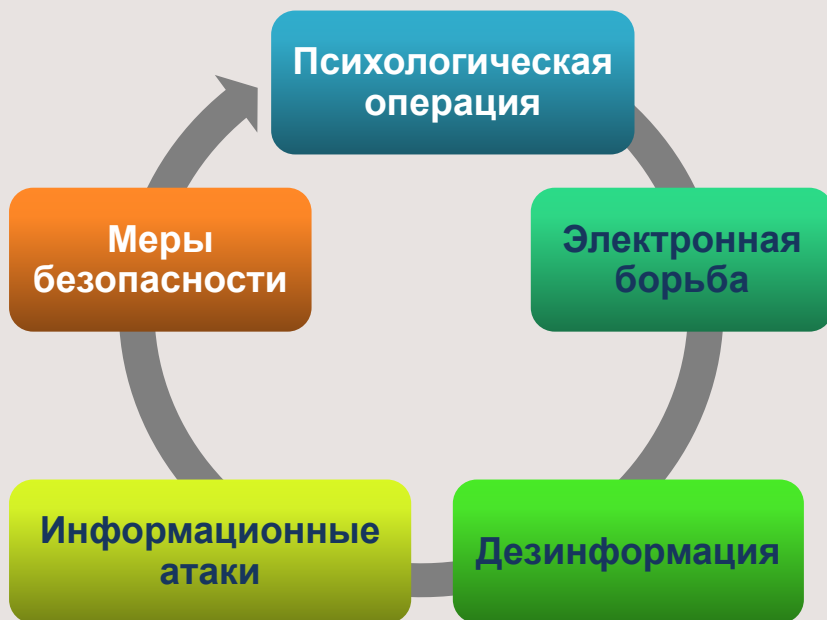 Психологическая
операция
Электронная
борьба
Дезинформация
Информационные
атаки
Меры
безопасности